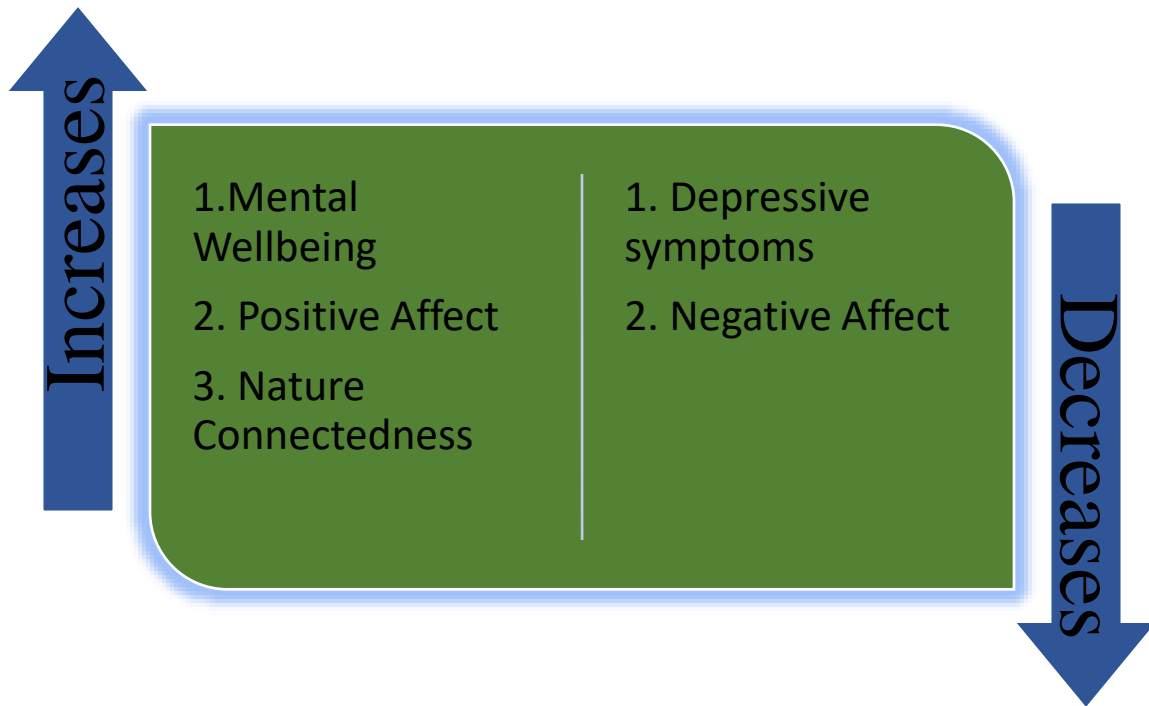 Increases
1.Mental
Wellbeing
2. Positive Affect
3. Nature
Connectedness
1. Depressive
symptoms
2. Negative Affect
Decreases